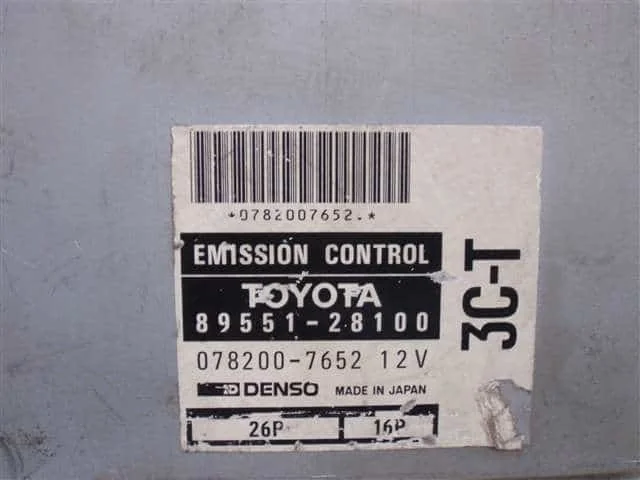 *0782007652.*
EMISSION CONTROL
TOYOTA
89551-28100
078200-7652 12V
DENSO MADE IN JAPAN
26P 16P
3C-T